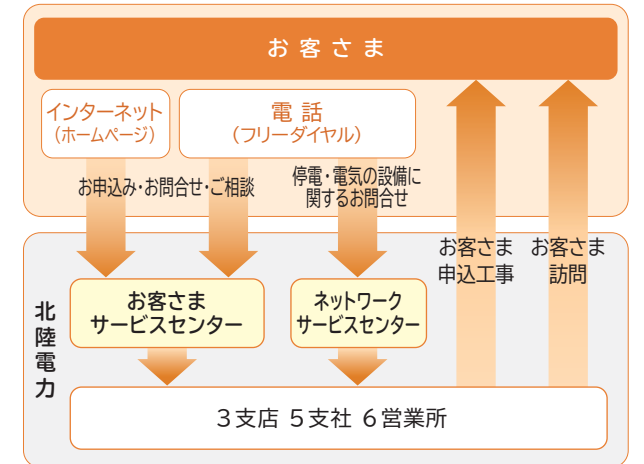 お客さま
インターネット
（ホームページ）
電話
（フリーダイヤル）
お申込み・お問合せ・ご相談
停電・電気の設備に
関するお問合せ
お客さま
申込工事
お客さま
訪問
北陸電力
お客さま
サービスセンター
ネットワーク
サービスセンター
３支店 ５支社 ６営業所